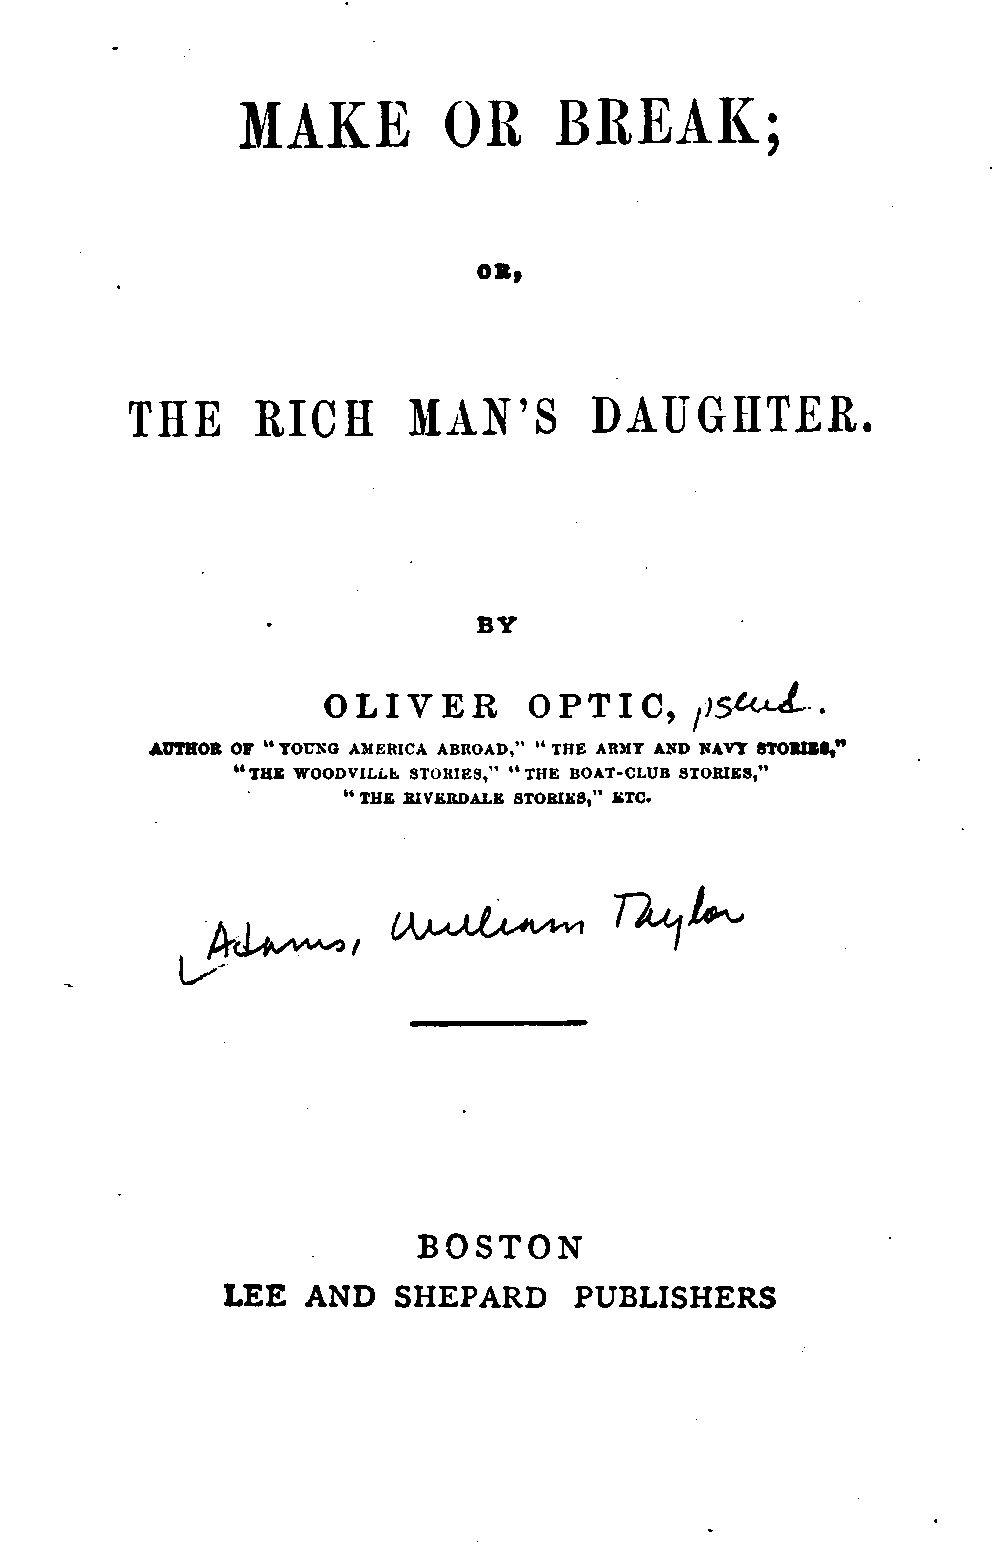 MAKE OR BREAK;
OR,
THE RICH MAN'S DAUGHTER.
BY
OLIVER OPTIC, pseud.
AUTHOR OF "YOUNG AMERICA ABROAD," "THE ARMY AND NAVY STORIES,"
"THE WOODVILLE STORIES," "THE BOAT-CLUB STORIES,"
"THE RIVERDALE STORIES," ETC.
Adams, William Taylor
BOSTON
LEE AND SHEPARD PUBLISHERS